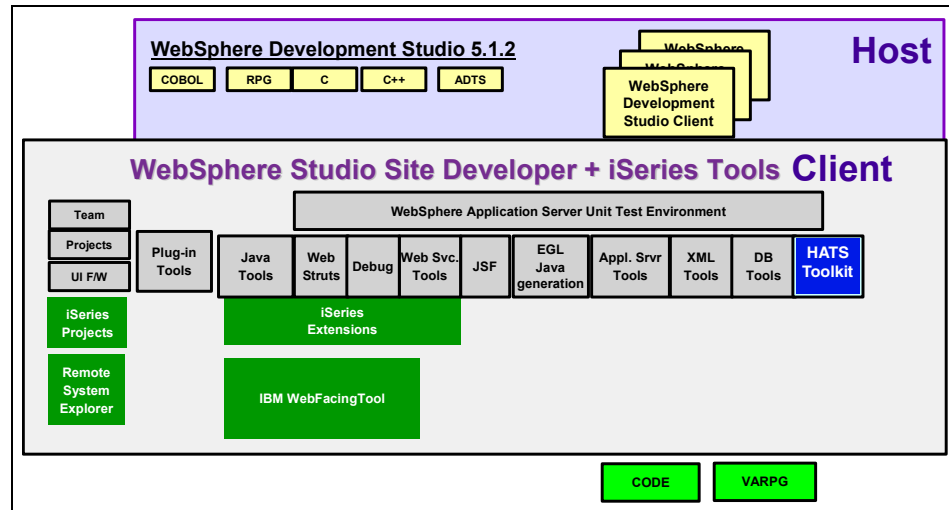 WebSphere Development Studio 5.1.2
Host
COBOL
RPG
C
C++
ADTS
WebSphere
WebSphere
WebSphere
Development
Studio Client
WebSphere Studio Site Developer + iSeries Tools Client
Team
Projects
UI F/W
Plug-in
Tools
WebSphere Application Server Unit Test Environment
Java
Tools
Web
Struts
Debug
Web Svc.
Tools
JSF
EGL
Java
generation
Appl. Srvr
Tools
XML
Tools
DB
Tools
HATS
Toolkit
iSeries
Projects
iSeries
Extensions
Remote
System
Explorer
IBM WebFacingTool
CODE
VARPG